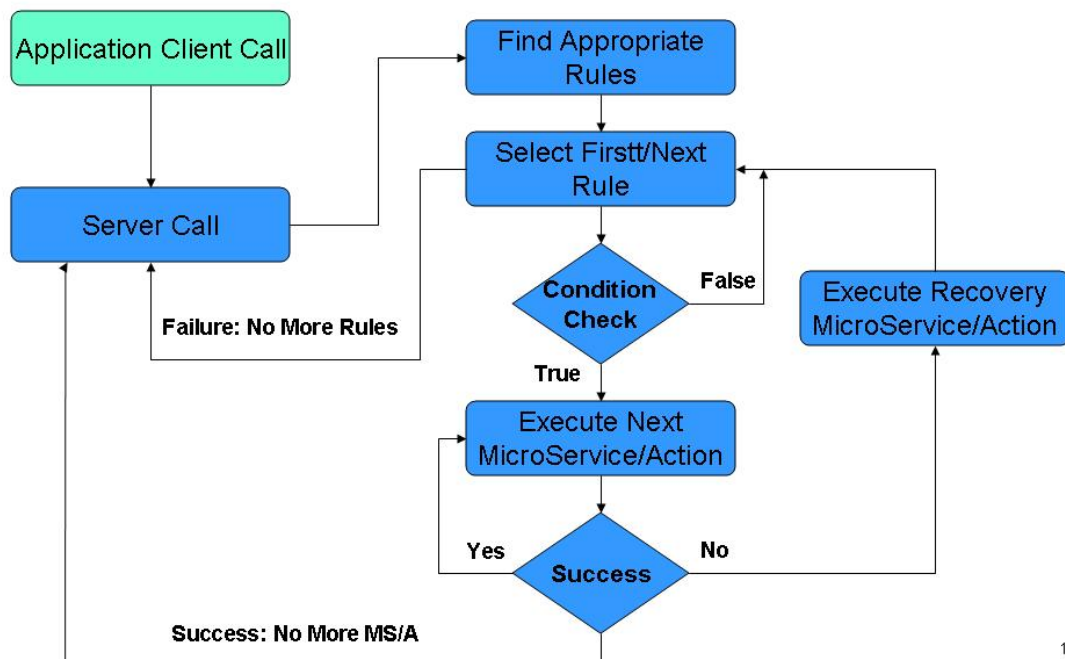 Application Client Call
Find Appropriate
Rules
Select Firstt/Next
Rule
Server Call
Condition
Check
False
Execute Recovery
MicroService/Action
Failure: No More Rules
True
Execute Next
MicroService/Action
Yes
No
Success
Success: No More MS/A
1